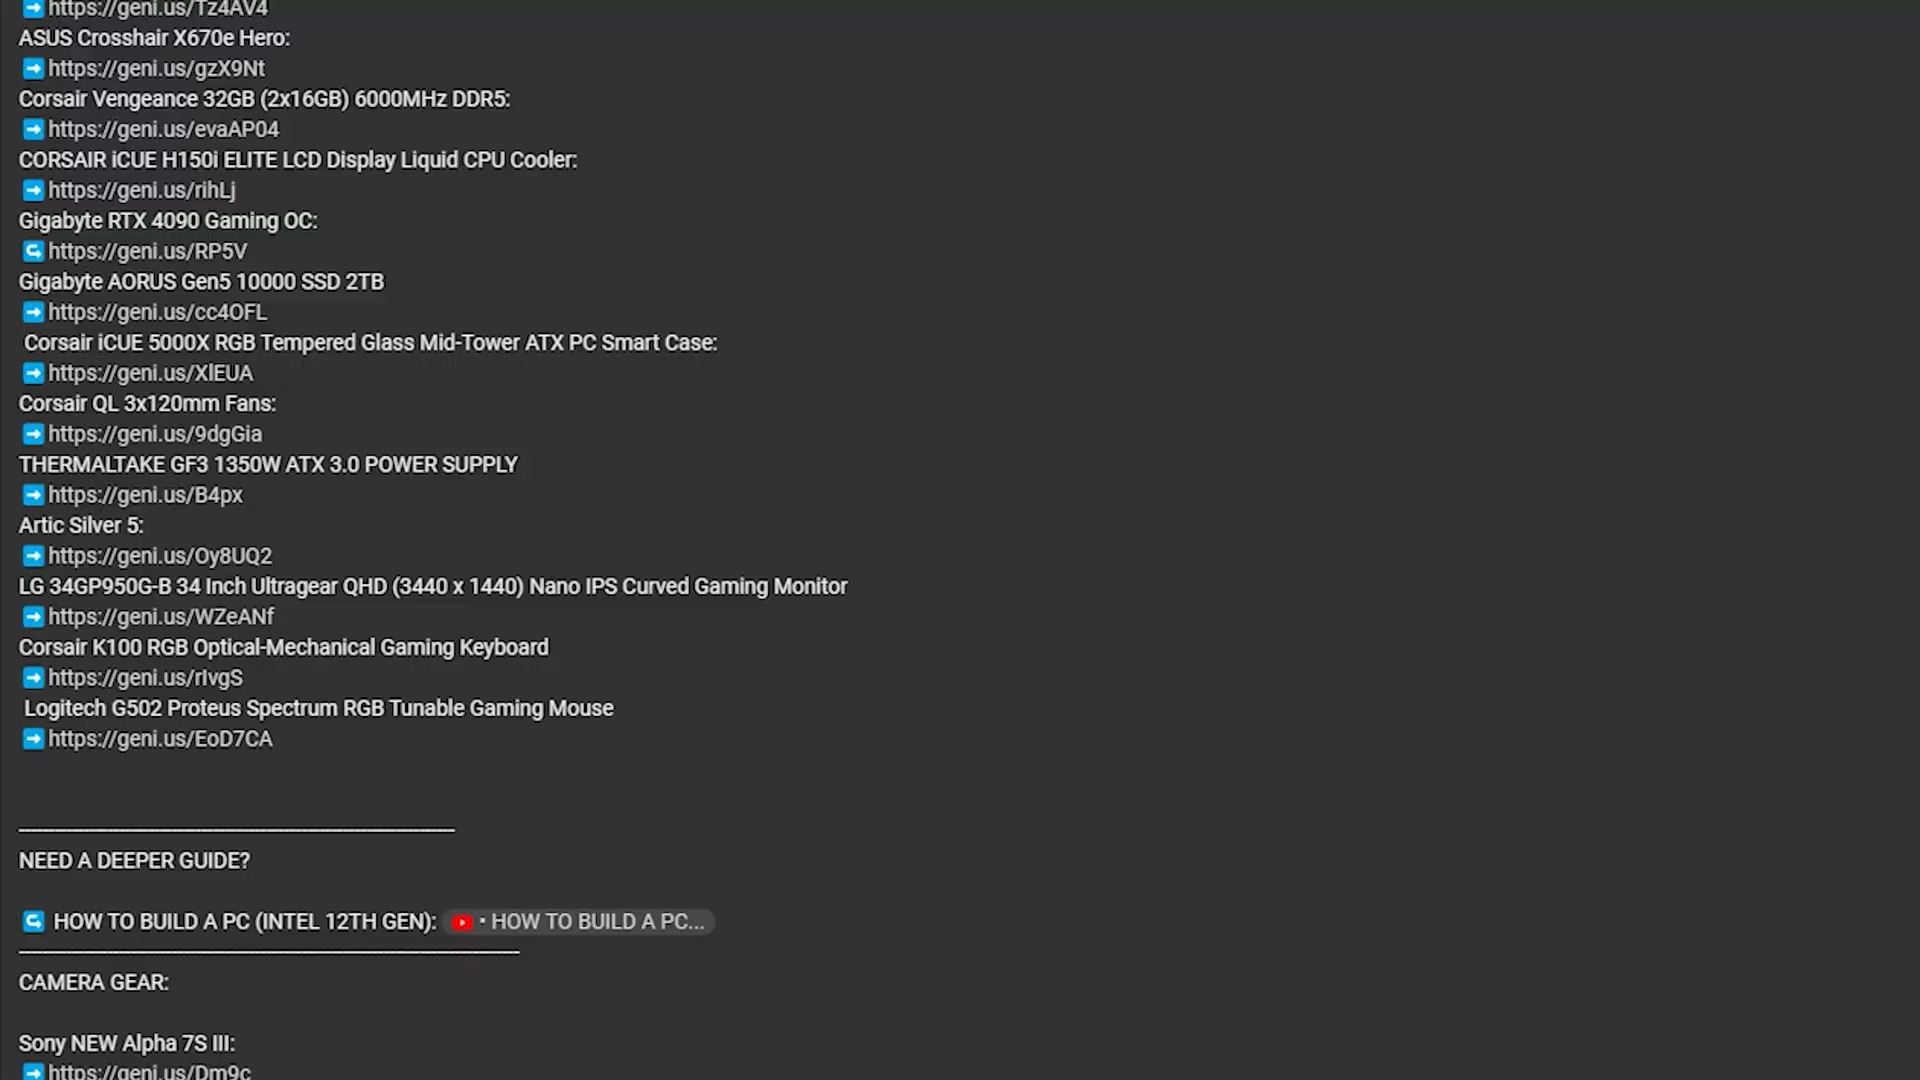 https://geni.us/Tz4AV4
ASUS Crosshair X670e Hero:
https://geni.us/gzX9Nt
Corsair Vengeance 32GB (2x16GB) 6000MHz DDR5:
https://geni.us/evaAP04
CORSAIR iCUE H150i ELITE LCD Display Liquid CPU Cooler:
https://geni.us/rihLj
Gigabyte RTX 4090 Gaming OC:
https://geni.us/RP5V
Gigabyte AORUS Gen5 10000 SSD 2TB
https://geni.us/cc4OFL
Corsair iCUE 5000X RGB Tempered Glass Mid-Tower ATX PC Smart Case:
https://geni.us/XlEUA
Corsair QL 3x120mm Fans:
https://geni.us/9dgGia
THERMALTAKE GF3 1350W ATX 3.0 POWER SUPPLY
https://geni.us/B4px
Artic Silver 5:
https://geni.us/Oy8UQ2
LG 34GP950G-B 34 Inch Ultragear QHD (3440 x 1440) Nano IPS Curved Gaming Monitor
https://geni.us/WZeANf
Corsair K100 RGB Optical-Mechanical Gaming Keyboard
https://geni.us/rIvgS
Logitech G502 Proteus Spectrum RGB Tunable Gaming Mouse
https://geni.us/EoD7CA
NEED A DEEPER GUIDE?
HOW TO BUILD A PC (INTEL 12TH GEN): • HOW TO BUILD A PC...
CAMERA GEAR:
Sony NEW Alpha 7S III:
https://geni.us/Dm9c